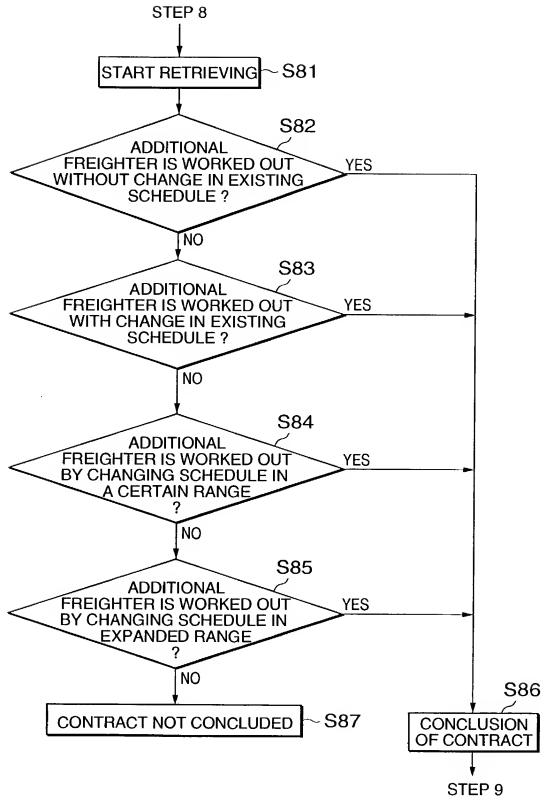 STEP 8
START RETRIEVING
S81
S82
ADDITIONAL
FREIGHTER IS WORKED OUT
WITHOUT CHANGE IN EXISTING
SCHEDULE ?
YES
NO
S83
ADDITIONAL
FREIGHTER IS WORKED OUT
WITH CHANGE IN EXISTING
SCHEDULE ?
YES
NO
S84
ADDITIONAL
FREIGHTER IS WORKED OUT
BY CHANGING SCHEDULE IN
A CERTAIN RANGE
?
YES
NO
S85
ADDITIONAL
FREIGHTER IS WORKED OUT
BY CHANGING SCHEDULE IN
EXPANDED RANGE
?
YES
NO
CONTRACT NOT CONCLUDED
S87
S86
CONCLUSION
OF CONTRACT
STEP 9